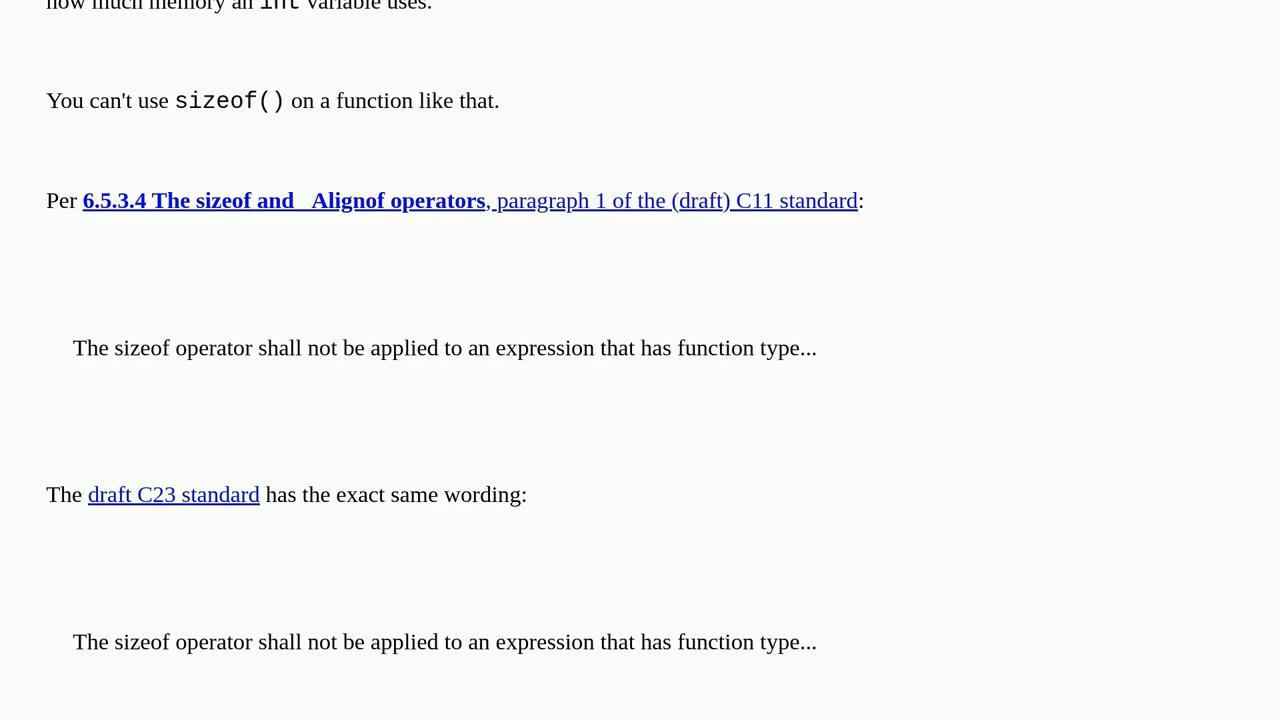 how much memory an int variable uses.
You can't use sizeof() on a function like that.
Per 6.5.3.4 The sizeof and _Alignof operators, paragraph 1 of the (draft) C11 standard:
The sizeof operator shall not be applied to an expression that has function type...
The draft C23 standard has the exact same wording:
The sizeof operator shall not be applied to an expression that has function type...